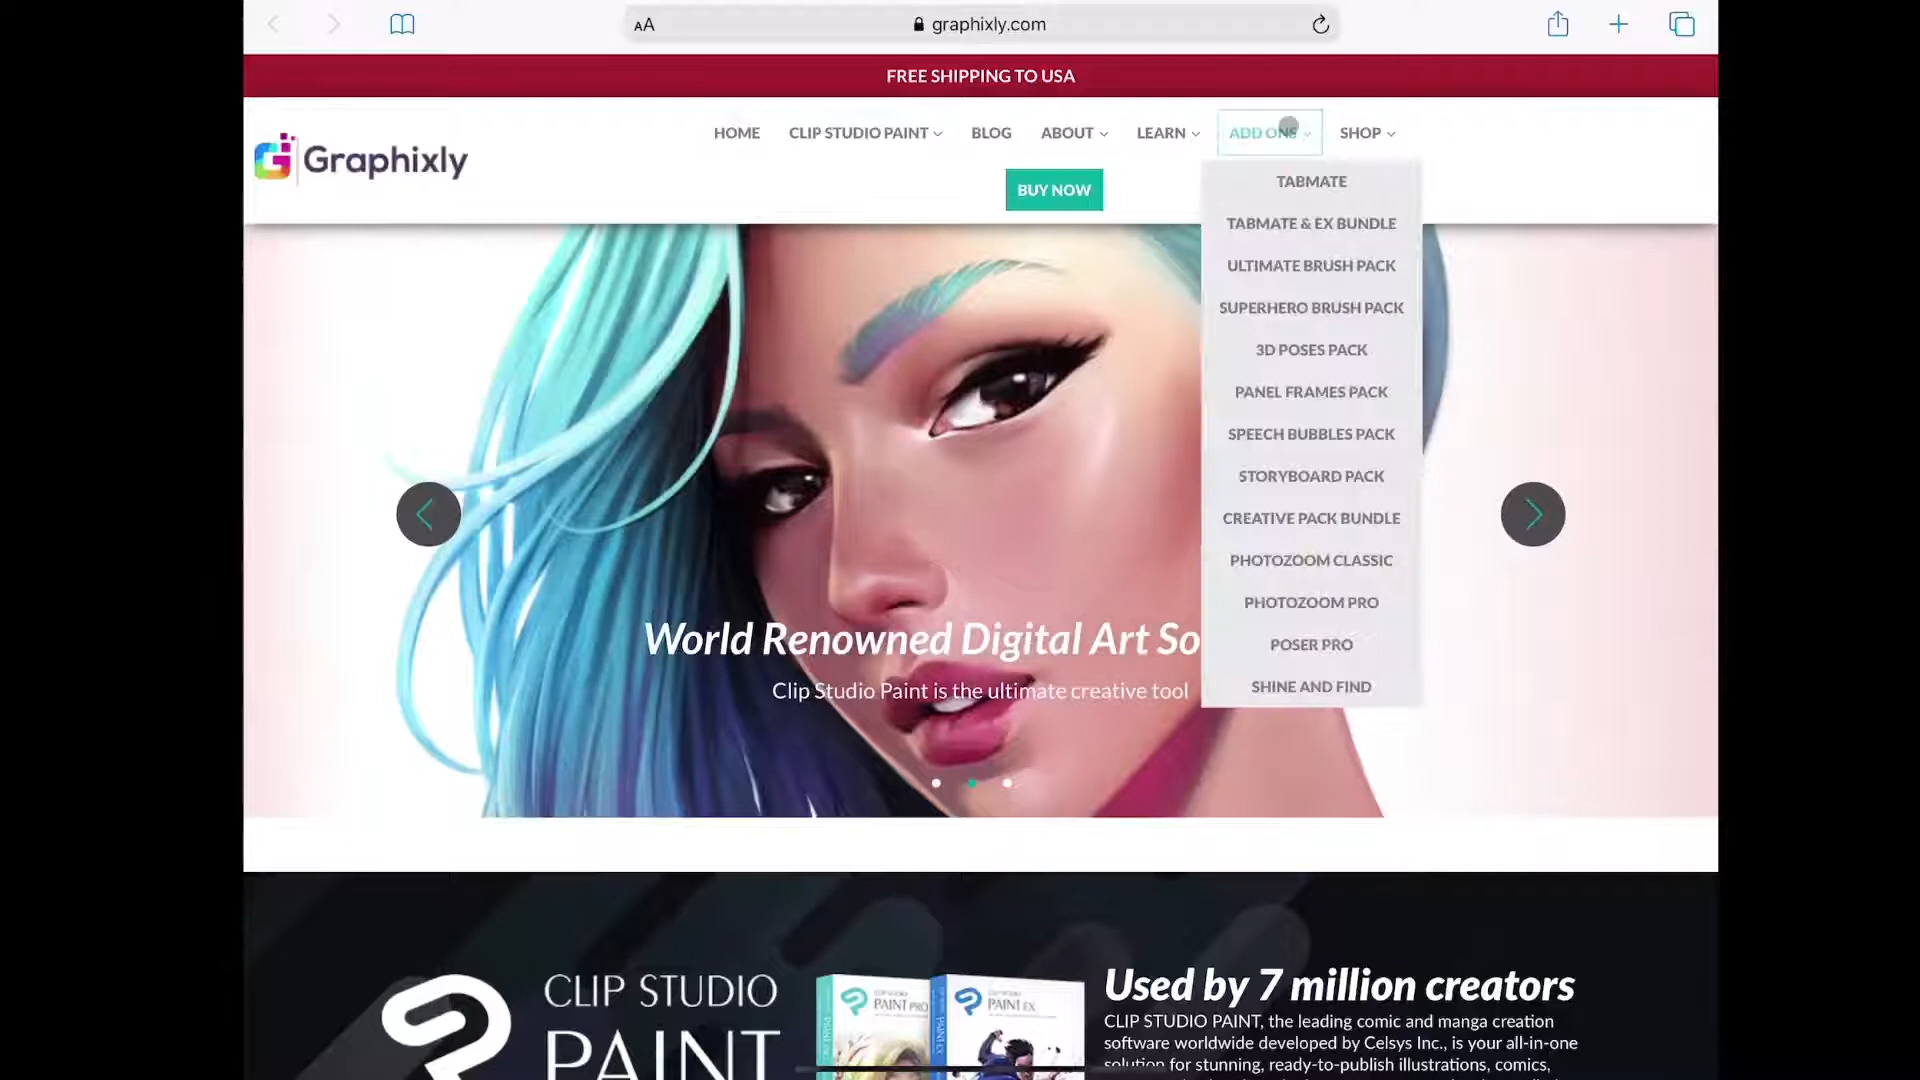 AA
graphixly.com
FREE SHIPPING TO USA
Graphixly
HOME CLIP STUDIO PAINT BLOG ABOUT LEARN ADD ONS SHOP
BUY NOW
TABMATE
TABMATE & EX BUNDLE
ULTIMATE BRUSH PACK
SUPERHERO BRUSH PACK
3D POSES PACK
PANEL FRAMES PACK
SPEECH BUBBLES PACK
STORYBOARD PACK
CREATIVE PACK BUNDLE
PHOTOZOOM CLASSIC
PHOTOZOOM PRO
POSER PRO
SHINE AND FIND
World Renowned Digital Art So
Clip Studio Paint is the ultimate creative tool
CLIP STUDIO
PAINT
CLIP STUDIO
PAINT PRO
CLIP STUDIO
PAINT EX
Used by 7 million creators
CLIP STUDIO PAINT, the leading comic and manga creation
software worldwide developed by Celsys Inc., is your all-in-one
solution for stunning, ready-to-publish illustrations, comics,